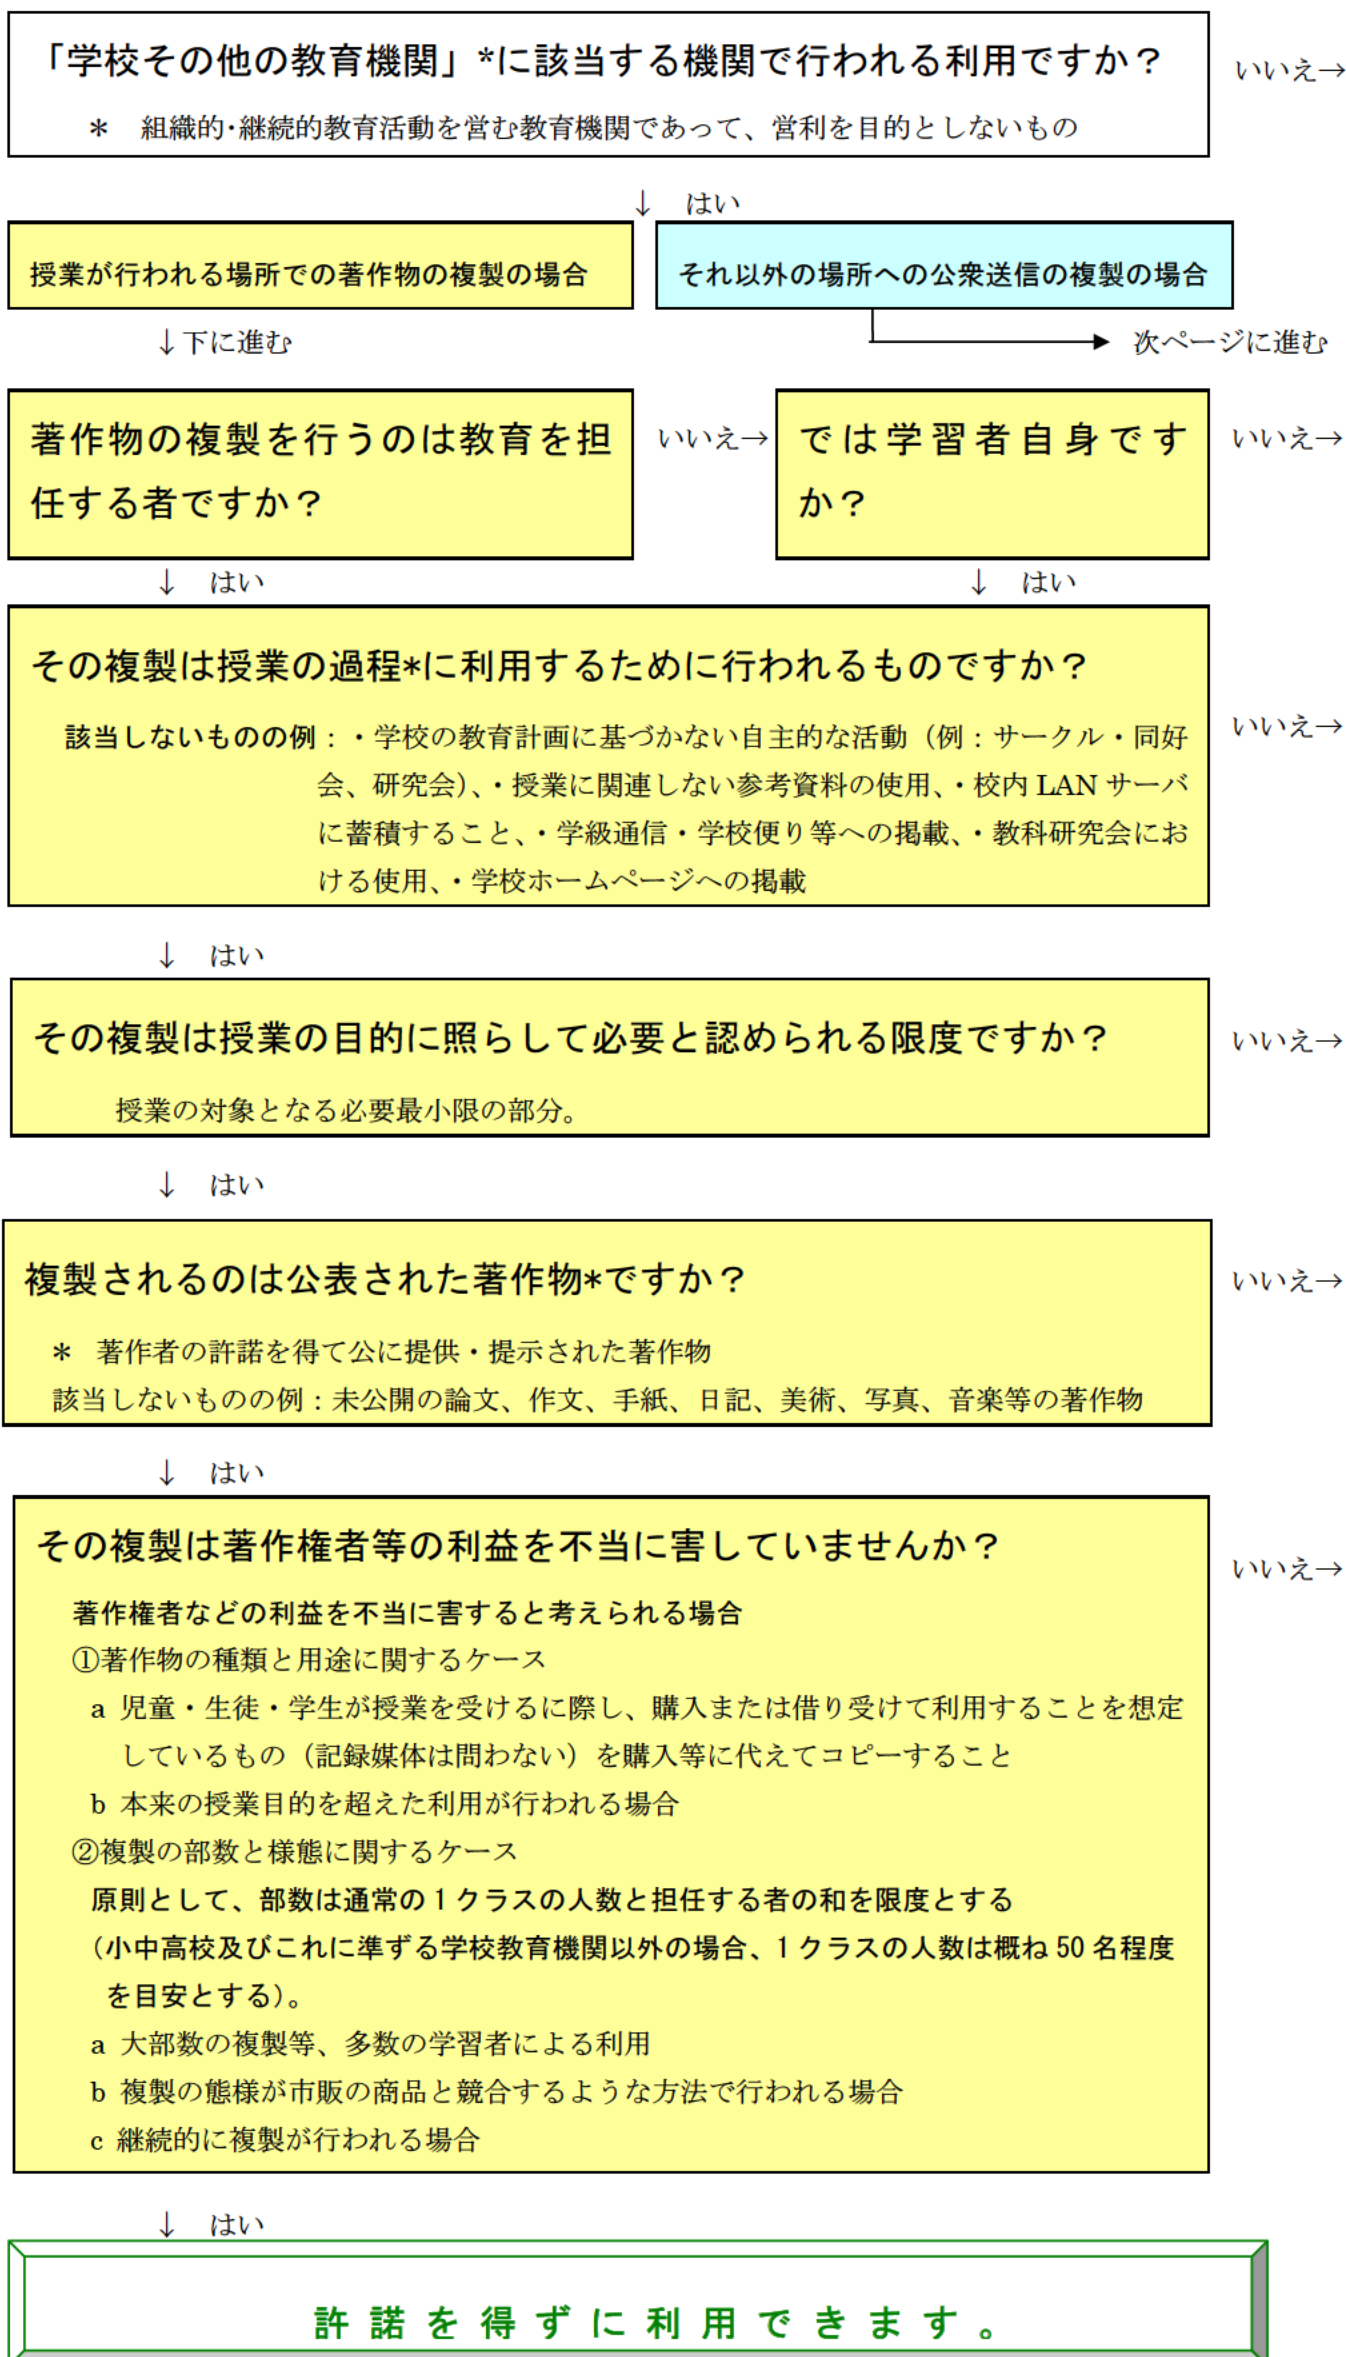 「学校その他の教育機関」*に該当する機関で行われる利用ですか？
いいえ→
＊　組織的・継続的教育活動を営む教育機関であって、営利を目的としないもの
↓　はい
授業が行われる場所での著作物の複製の場合
それ以外の場所への公衆送信の複製の場合
↓下に進む
次ページに進む
著作物の複製を行うのは教育を担
任する者ですか？
いいえ→
では学習者自身です
か？
いいえ→
↓　はい
↓　はい
その複製は授業の過程*に利用するために行われるものですか？
いいえ→
該当しないものの例：・学校の教育計画に基づかない自主的な活動（例：サークル・同好
会、研究会）、・授業に関連しない参考資料の使用、・校内 LAN サーバ
に蓄積すること、・学級通信・学校便り等への掲載、・教科研究会にお
ける使用、・学校ホームページへの掲載
↓　はい
その複製は授業の目的に照らして必要と認められる限度ですか？
いいえ→
授業の対象となる必要最小限の部分。
↓　はい
複製されるのは公表された著作物*ですか？
いいえ→
＊　著作者の許諾を得て公に提供・提示された著作物
該当しないものの例：未公開の論文、作文、手紙、日記、美術、写真、音楽等の著作物
↓　はい
その複製は著作権者等の利益を不当に害していませんか？
いいえ→
著作権者などの利益を不当に害すると考えられる場合
①著作物の種類と用途に関するケース
a 児童・生徒・学生が授業を受けるに際し、購入または借り受けて利用することを想定
しているもの（記録媒体は問わない）を購入等に代えてコピーすること
b 本来の授業目的を超えた利用が行われる場合
②複製の部数と様態に関するケース
原則として、部数は通常の 1 クラスの人数と担任する者の和を限度とする
（小中高校及びこれに準ずる学校教育機関以外の場合、1 クラスの人数は概ね 50 名程度
を目安とする）。
a 大部数の複製等、多数の学習者による利用
b 複製の態様が市販の商品と競合するような方法で行われる場合
c 継続的に複製が行われる場合
↓　はい
許諾を得ずに利用できます。